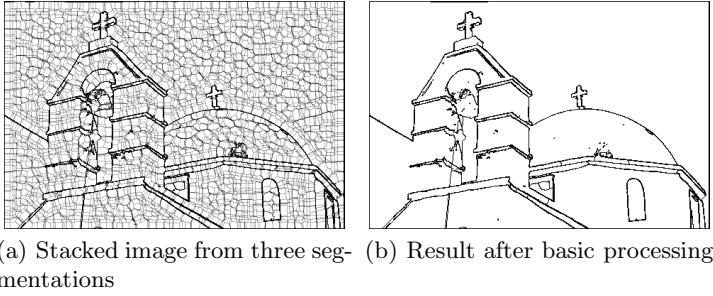 (a) Stacked image from three seg-
mentations
(b) Result after basic processing